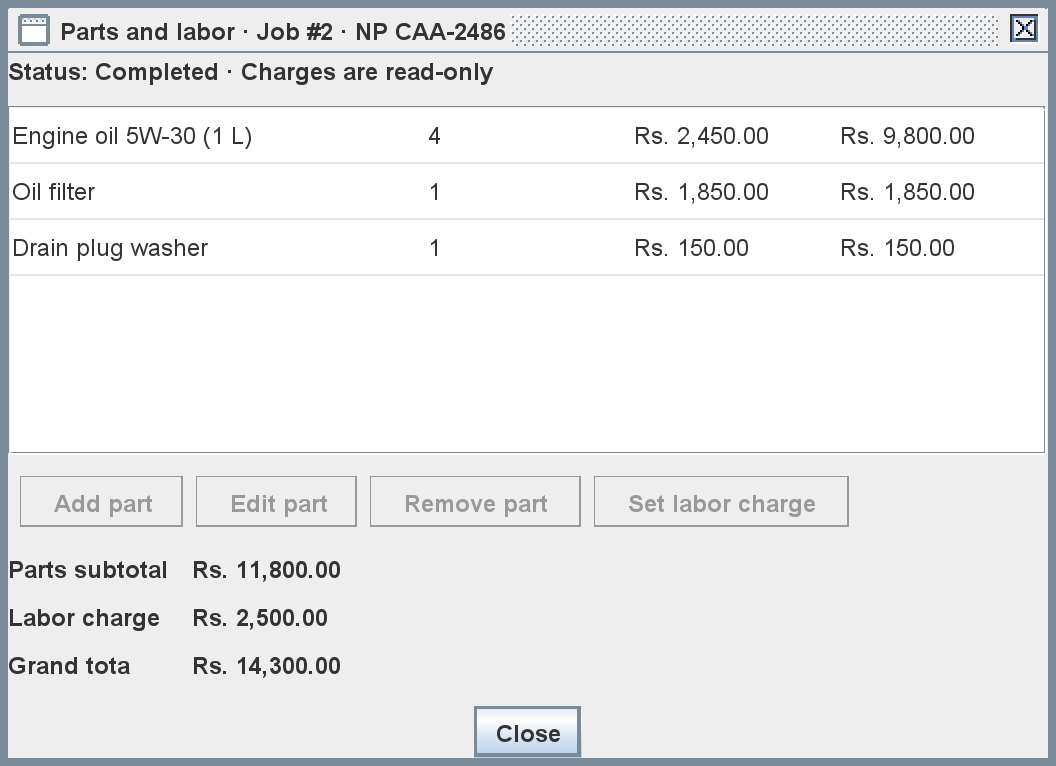 Parts and labor · Job #2 · NP CAA-2486
Status: Completed · Charges are read-only
Engine oil 5W-30 (1 L) 4 Rs. 2,450.00 Rs. 9,800.00
Oil filter 1 Rs. 1,850.00 Rs. 1,850.00
Drain plug washer 1 Rs. 150.00 Rs. 150.00
Add part Edit part Remove part Set labor charge
Parts subtotal Rs. 11,800.00
Labor charge Rs. 2,500.00
Grand tota Rs. 14,300.00
Close